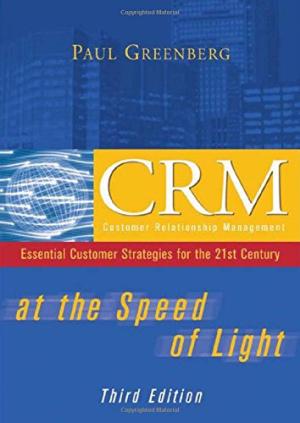 PAUL GREENBERG
CRM
Customer Relationship Management
Essential Customer Strategies for the 21st Century
at the Speed
of Light
Third Edition